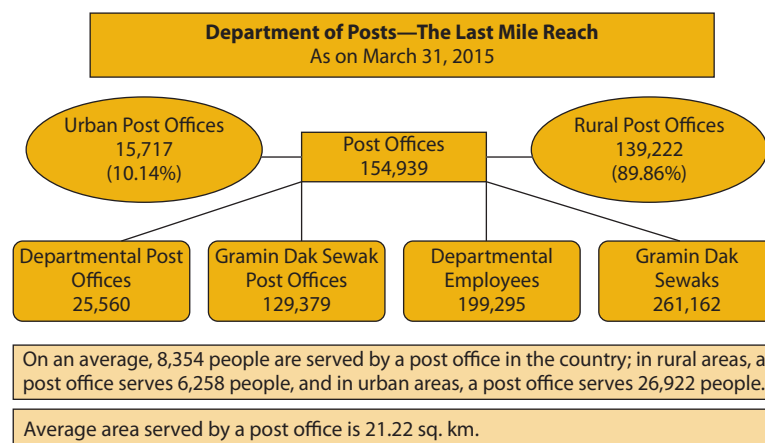 Department of Posts—The Last Mile Reach
As on March 31, 2015
Urban Post Offices
15,717
(10.14%)
Post Offices
154,939
Rural Post Offices
139,222
(89.86%)
Departmental Post
Offices
25,560
Gramin Dak Sewak
Post Offices
129,379
Departmental
Employees
199,295
Gramin Dak
Sewaks
261,162
On an average, 8,354 people are served by a post office in the country; in rural areas, a
post office serves 6,258 people, and in urban areas, a post office serves 26,922 people.
Average area served by a post office is 21.22 sq. km.